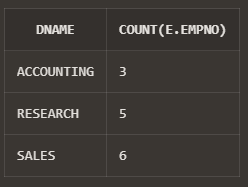 DNAME COUNT(E.EMPNO)
ACCOUNTING 3
RESEARCH 5
SALES 6